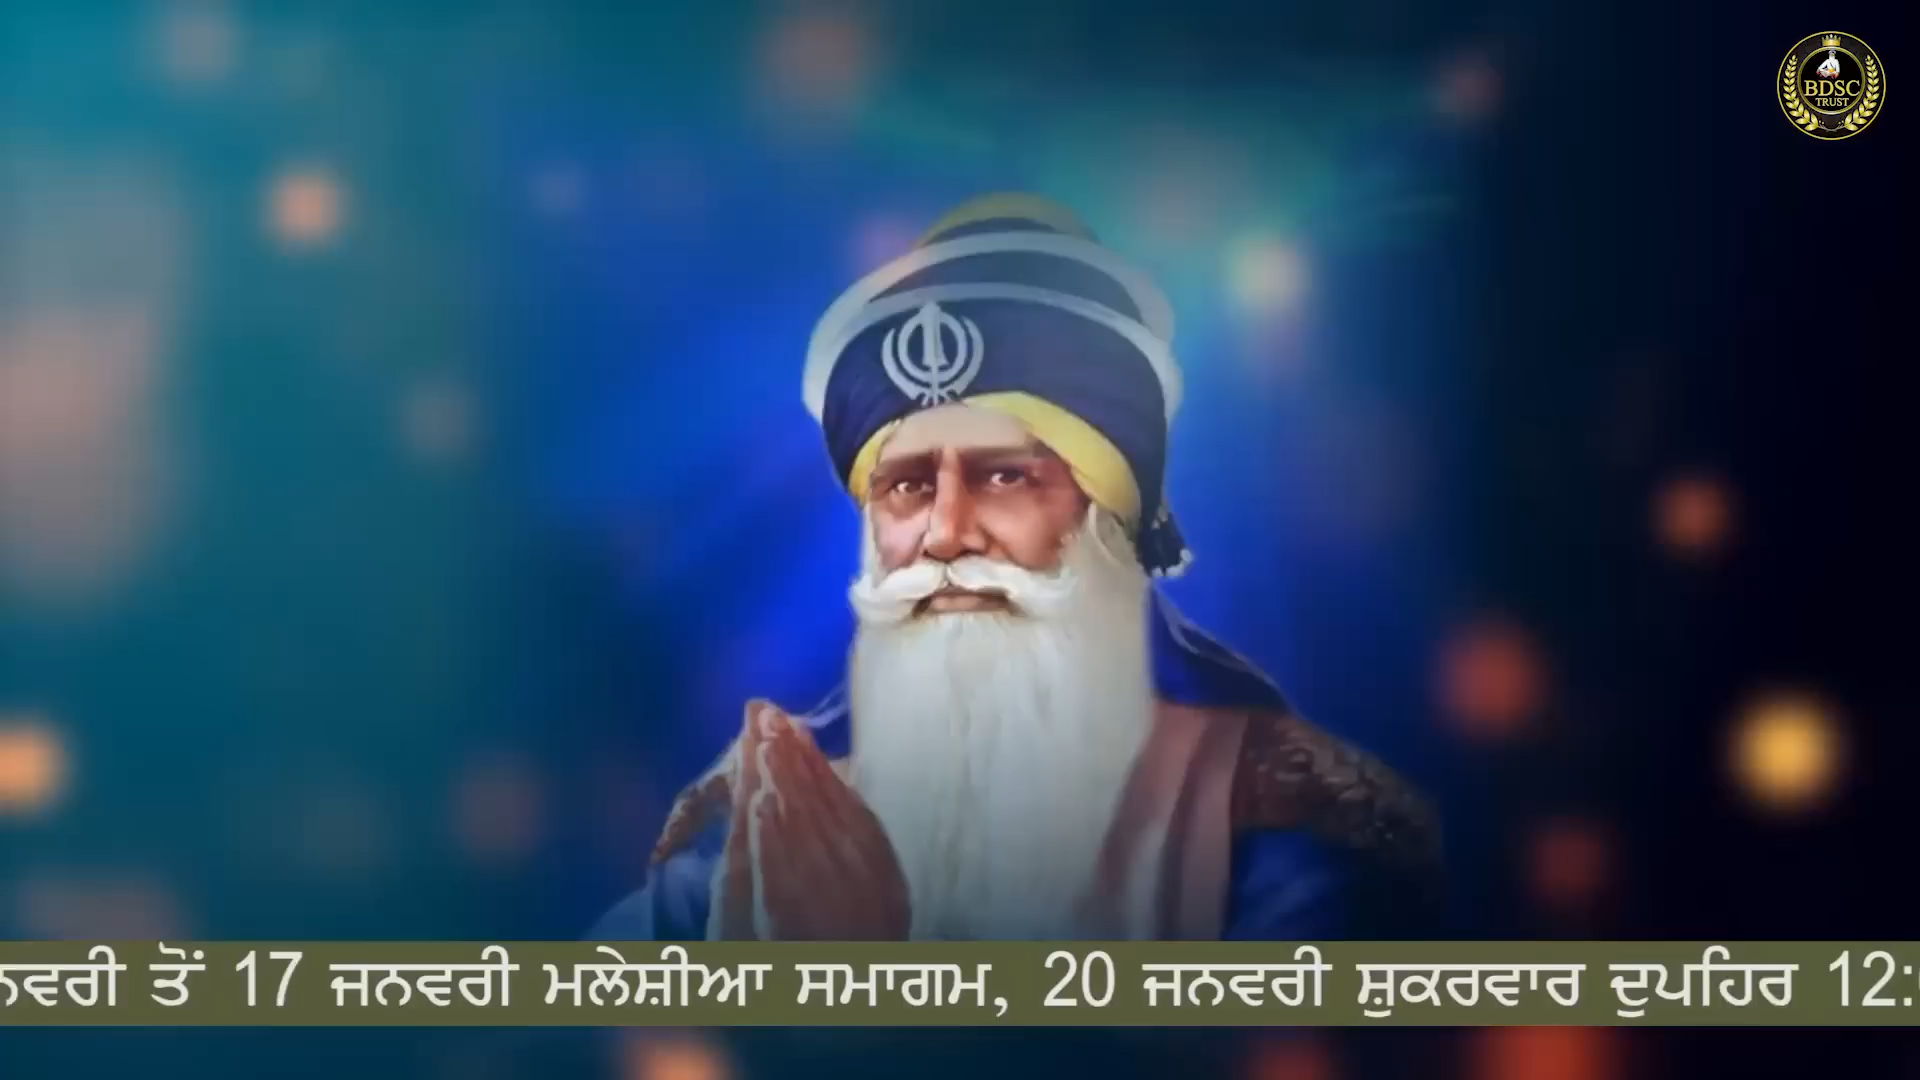 BDSC
TRUST
ਨਵਰੀ ਤੋਂ 17 ਜਨਵਰੀ ਮਲੇਸ਼ੀਆ ਸਮਾਗਮ, 20 ਜਨਵਰੀ ਸ਼ੁਕਰਵਾਰ ਦੁਪਹਿਰ 12: